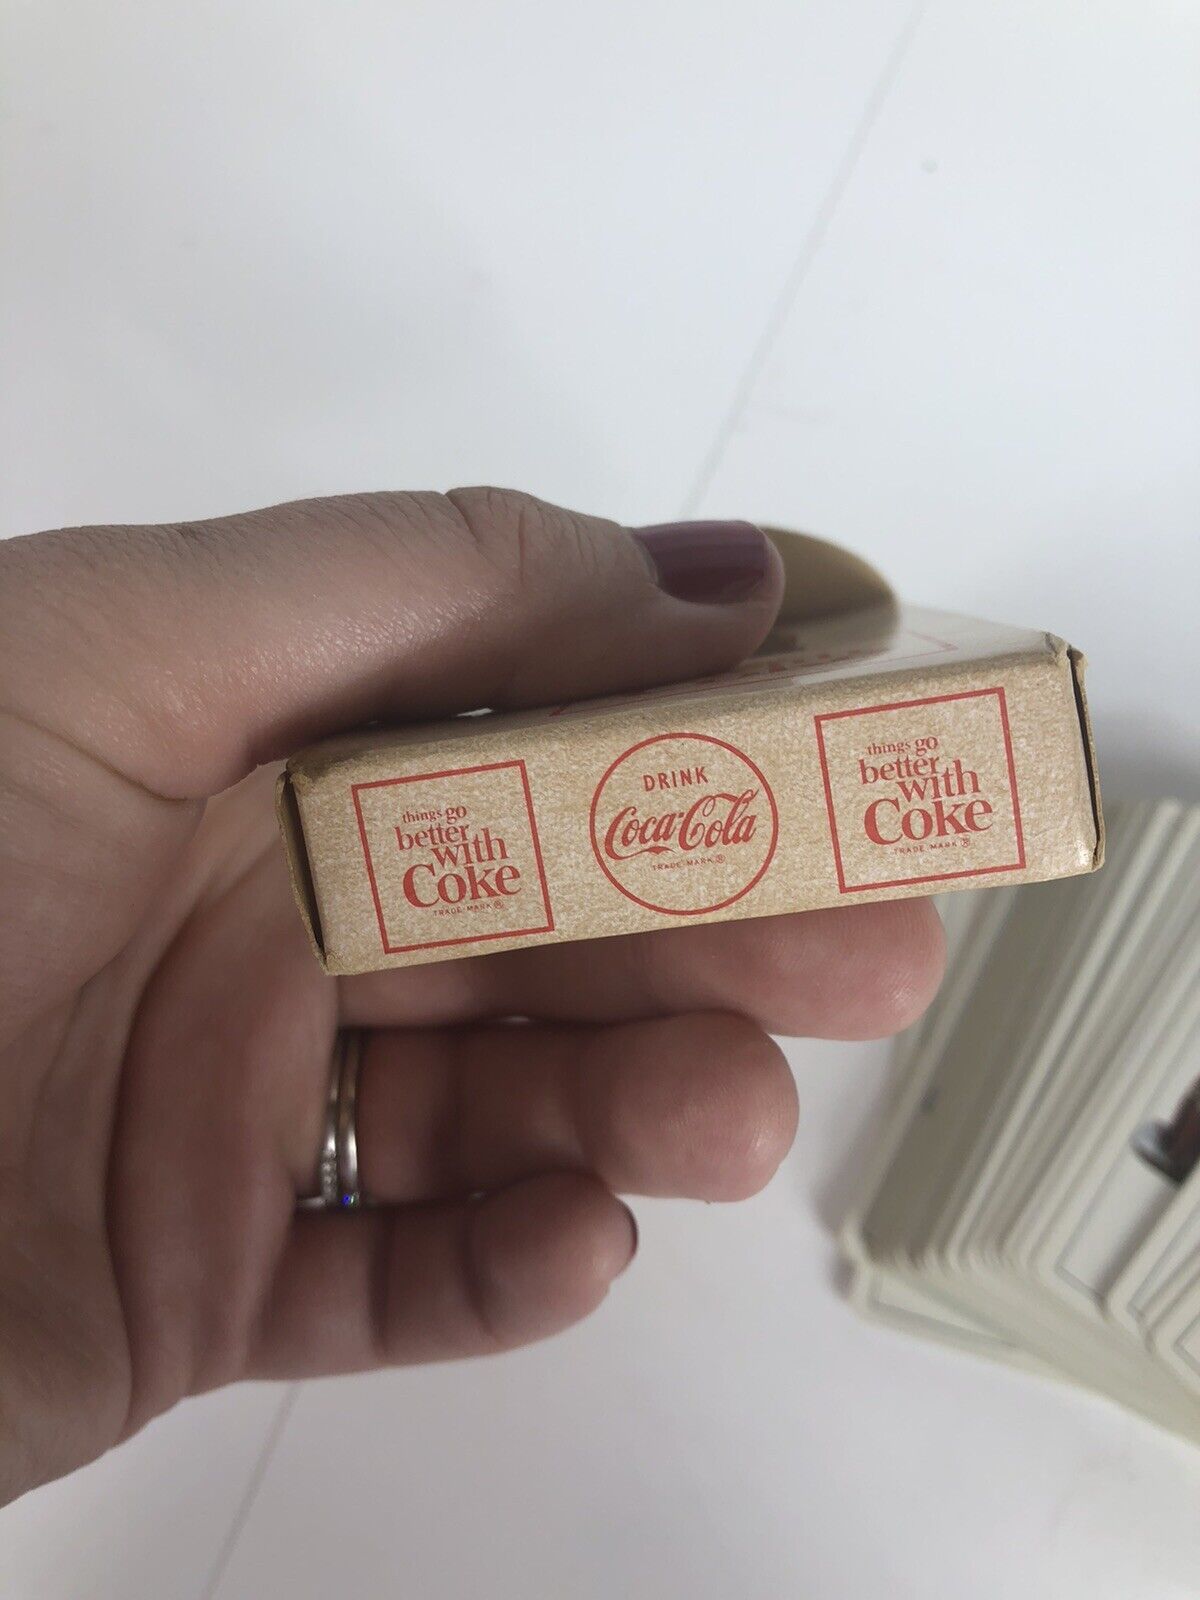 things go
better
with
Coke
TRADE MARK ®
DRINK
Coca-Cola
TRADE MARK ®
things go
better
with
Coke
TRADE MARK ®